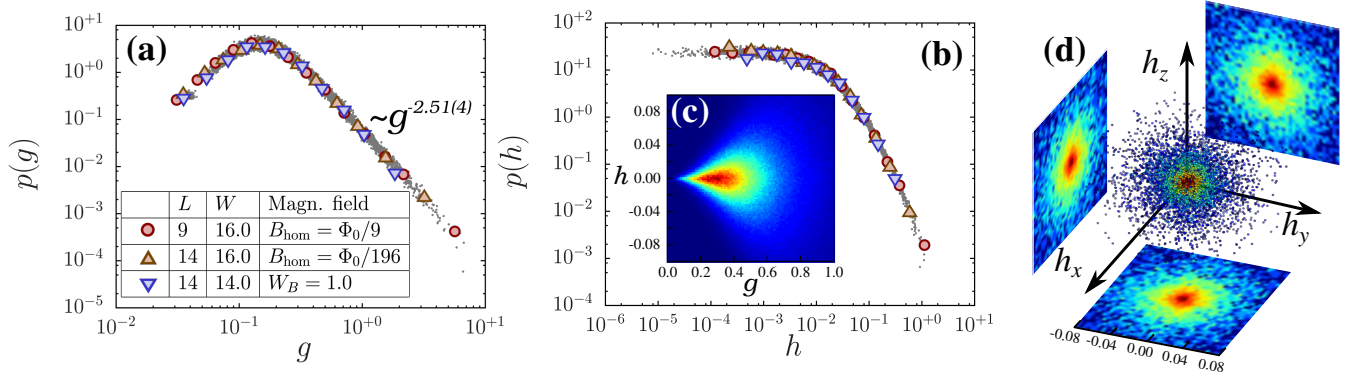 (a)
p(g)
10⁺¹
10⁺⁰
10⁻¹
10⁻²
10⁻³
10⁻⁴
10⁻⁵
~g⁻²·⁵¹⁽⁴⁾
L W Magn. field
9 16.0 B_hom = Φ₀/9
14 16.0 B_hom = Φ₀/196
14 14.0 W_B = 1.0
10⁻² 10⁻¹ 10⁺⁰ 10⁺¹
g
(b)
p(h)
10⁺²
10⁺¹
10⁺⁰
10⁻¹
10⁺²
10⁻³
10⁺⁴
10⁻⁶ 10⁻⁵ 10⁻⁴ 10⁻³ 10⁻² 10⁻¹ 10⁺⁰ 10⁺¹
h
(c)
h
0.08
0.04
0.00
-0.04
-0.08
0.0 0.2 0.4 0.6 0.8 1.0
g
(d)
h_z
h_y
h_x
-0.08 -0.04 0.00 0.04 0.08